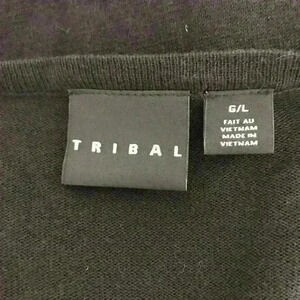 TRIBAL
G/L
FAIT AU
VIETNAM
MADE IN
VIETNAM